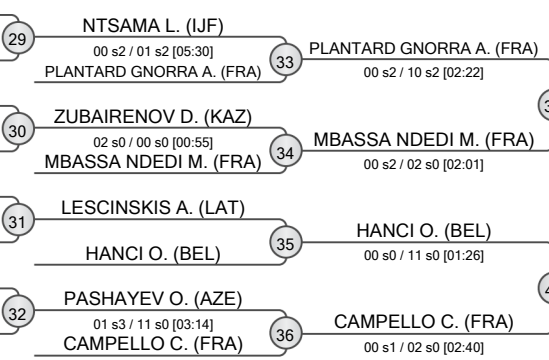 29
NTSAMA L. (IJF)
00 s2 / 01 s2 [05:30]
PLANTARD GNORRA A. (FRA)
33
PLANTARD GNORRA A. (FRA)
00 s2 / 10 s2 [02:22]
30
ZUBAIRENOV D. (KAZ)
02 s0 / 00 s0 [00:55]
MBASSA NDEDI M. (FRA)
34
MBASSA NDEDI M. (FRA)
00 s2 / 02 s0 [02:01]
31
LESCINSKIS A. (LAT)
HANCI O. (BEL)
35
HANCI O. (BEL)
00 s0 / 11 s0 [01:26]
32
PASHAYEV O. (AZE)
01 s3 / 11 s0 [03:14]
CAMPELLO C. (FRA)
36
CAMPELLO C. (FRA)
00 s1 / 02 s0 [02:40]